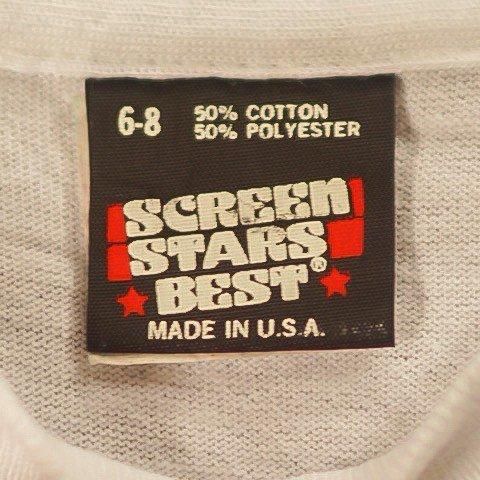 6-8
50% COTTON
50% POLYESTER
SCREEN
STARS
BEST®
MADE IN U.S.A.